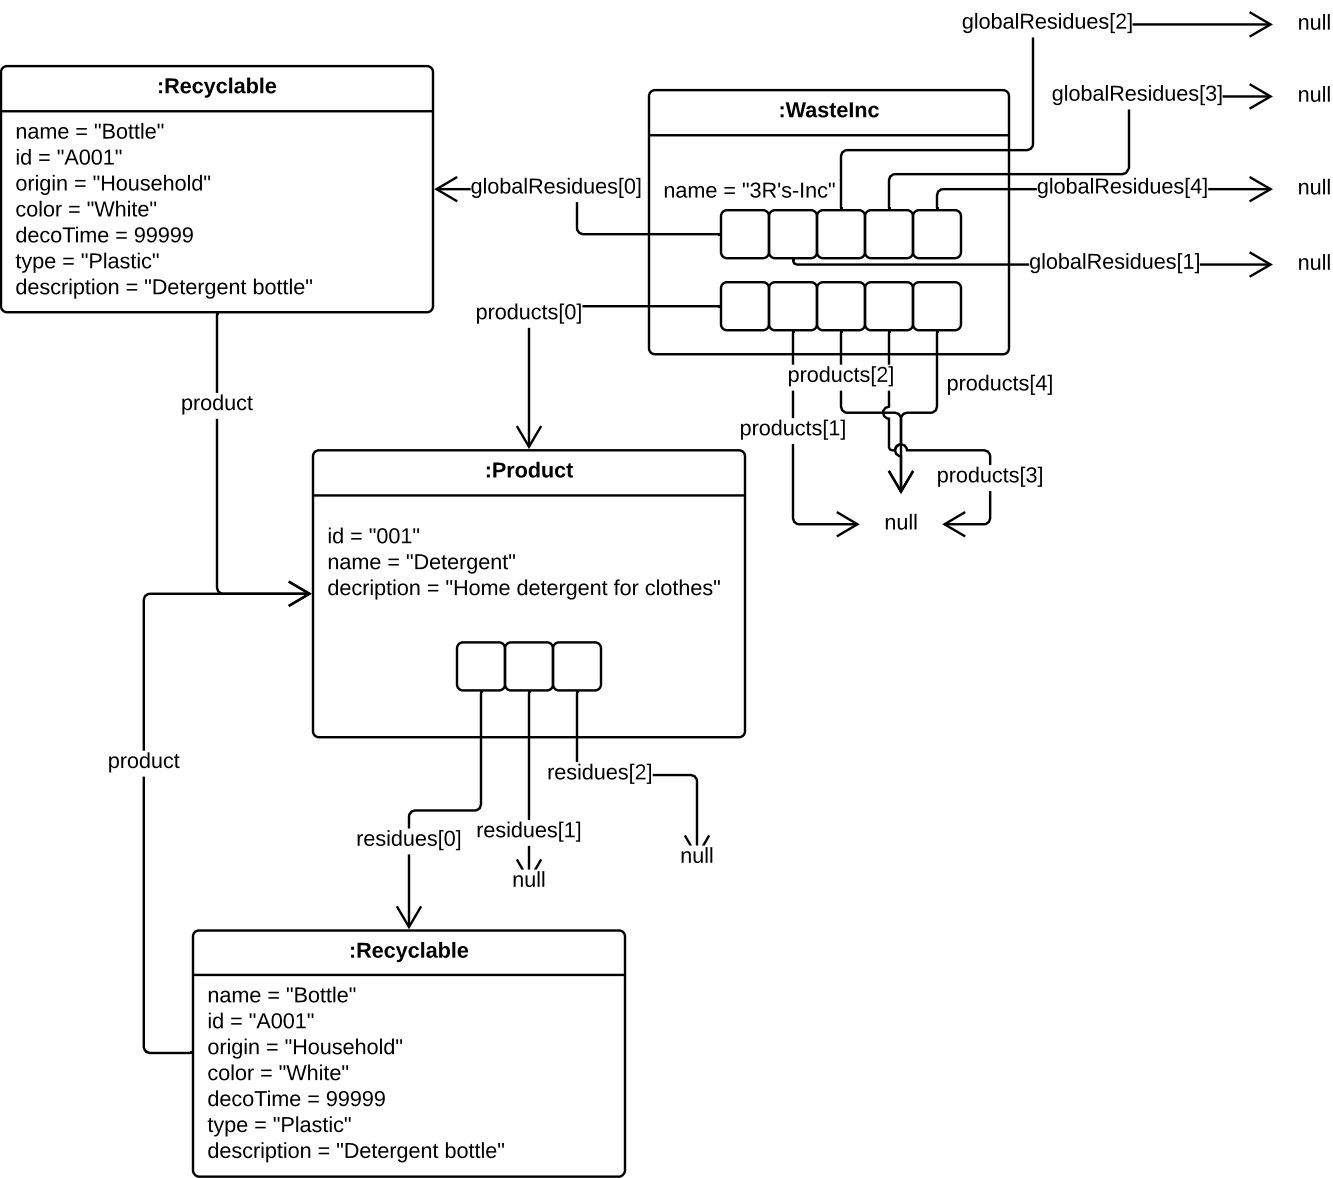 globalResidues[2]
null
:Recyclable
name = "Bottle"
id = "A001"
origin = "Household"
color = "White"
decoTime = 99999
type = "Plastic"
description = "Detergent bottle"
:WasteInc
name = "3R's-Inc"
globalResidues[3]
null
globalResidues[0]
globalResidues[4]
null
globalResidues[1]
null
products[0]
products[2]
products[4]
product
products[1]
products[3]
null
:Product
id = "001"
name = "Detergent"
decription = "Home detergent for clothes"
product
residues[2]
residues[0]
residues[1]
null
null
:Recyclable
name = "Bottle"
id = "A001"
origin = "Household"
color = "White"
decoTime = 99999
type = "Plastic"
description = "Detergent bottle"